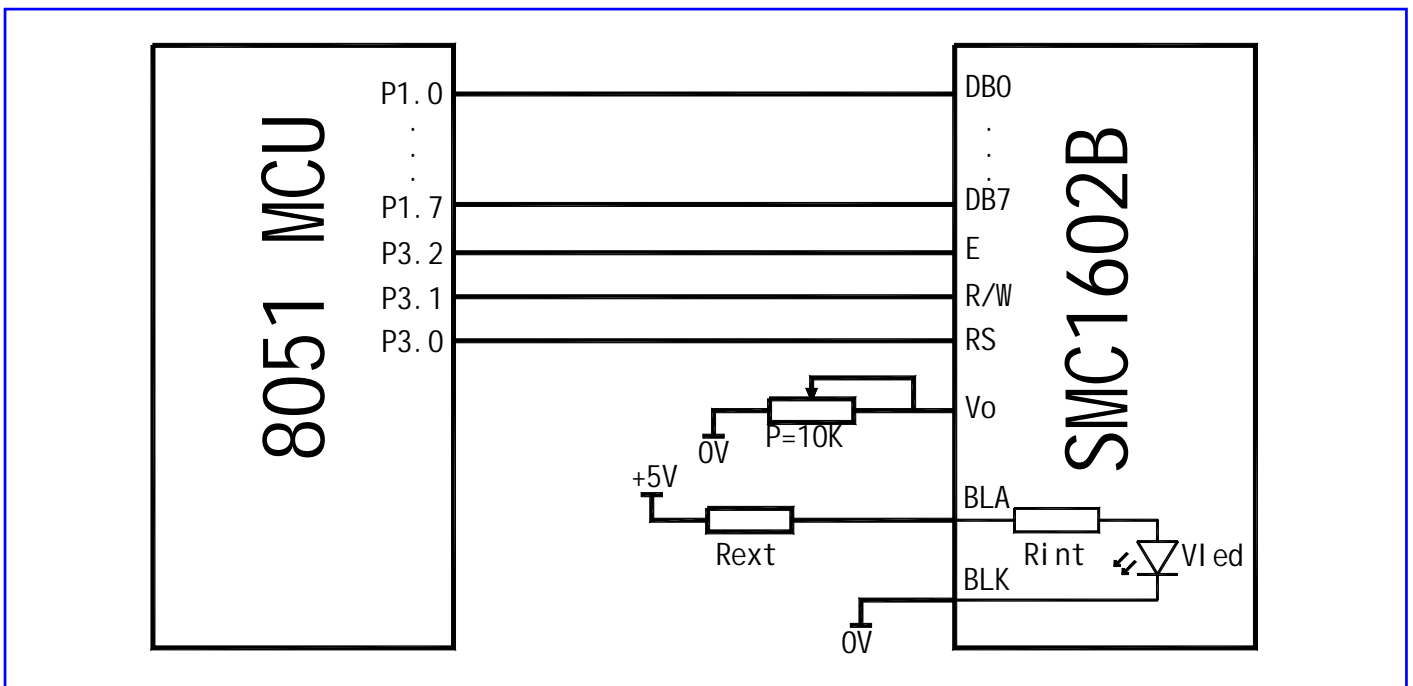 8051 MCU
P1.0
.
.
.
P1.7
P3.2
P3.1
P3.0
DB0
.
.
.
DB7
E
R/W
RS
Vo
BLA
BLK
SMC1602B
0V
P=10K
+5V
Rext
Rint
Vled
0V